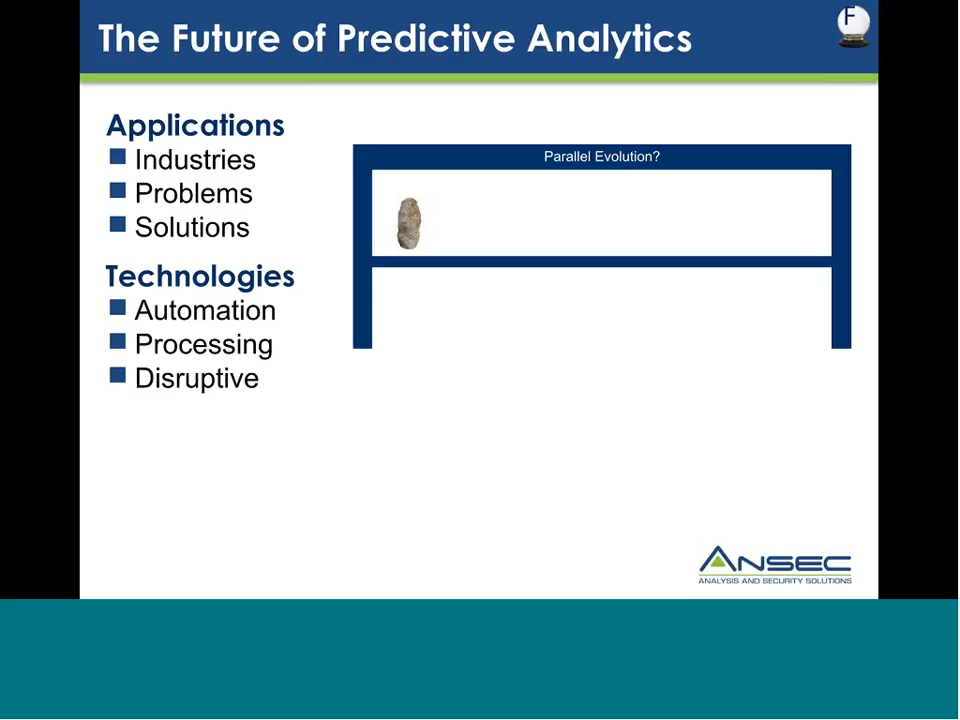 The Future of Predictive Analytics
F
Applications
Industries
Problems
Solutions
Technologies
Automation
Processing
Disruptive
Parallel Evolution?
ANSEC
ANALYSIS AND SECURITY SOLUTIONS